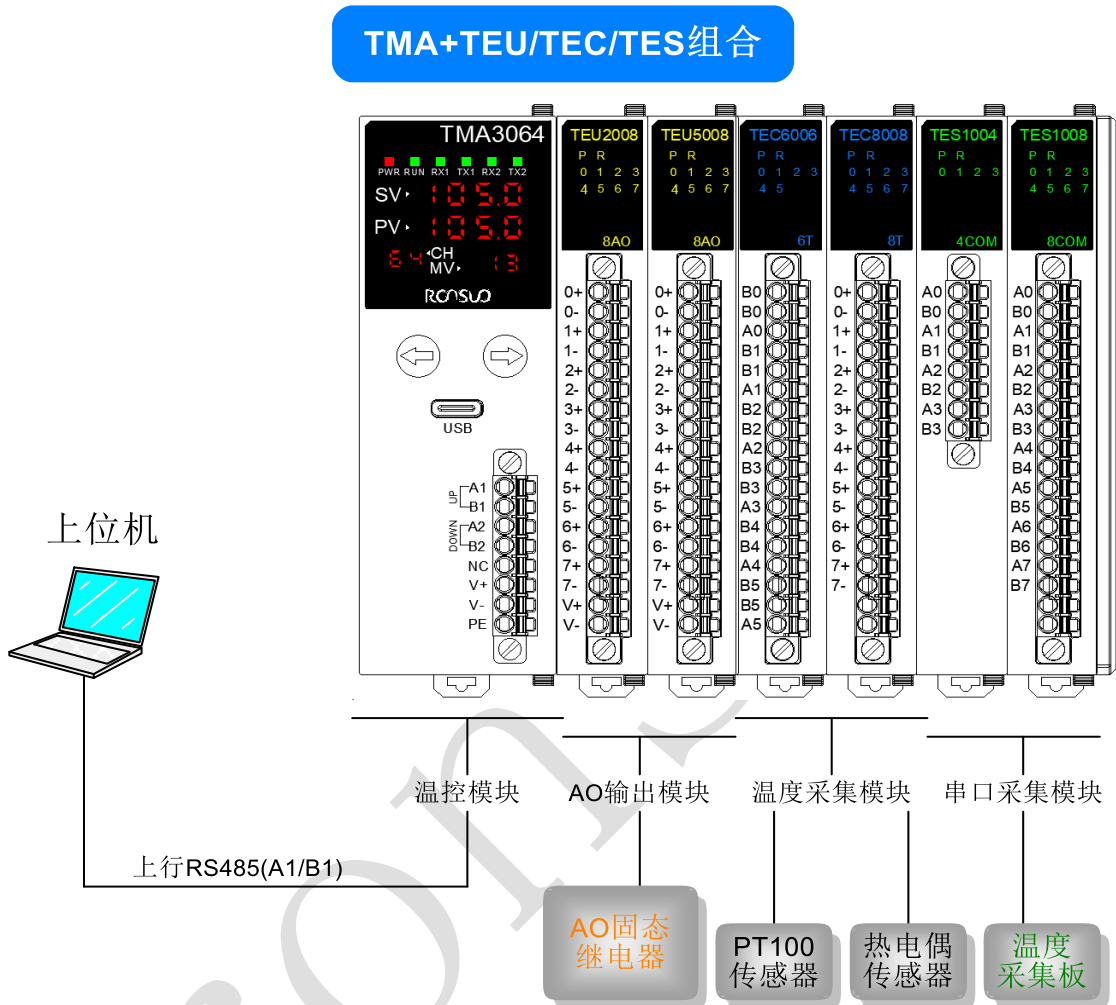 TMA+TEU/TEC/TES组合
TMA3064
PWR RUN RX1 TX1 RX2 TX2
SV
105.0
PV
105.0
64
CH
MV
13
RONSUO
USB
UP
A1
B1
DOWN
A2
B2
NC
V+
V-
PE
TEU2008
P R
0 1 2 3
4 5 6 7
8AO
0+
0-
1+
1-
2+
2-
3+
3-
4+
4-
5+
5-
6+
6-
7+
7-
V+
V-
TEU5008
P R
0 1 2 3
4 5 6 7
8AO
0+
0-
1+
1-
2+
2-
3+
3-
4+
4-
5+
5-
6+
6-
7+
7-
V+
V-
TEC6006
P R
0 1 2 3
4 5
6T
B0
B0
A0
B1
B1
A1
B2
B2
A2
B3
B3
A3
B4
B4
A4
B5
B5
A5
TEC8008
P R
0 1 2 3
4 5 6 7
8T
0+
0-
1+
1-
2+
2-
3+
3-
4+
4-
5+
5-
6+
6-
7+
7-
TES1004
P R
0 1 2 3
4COM
A0
B0
A1
B1
A2
B2
A3
B3
TES1008
P R
0 1 2 3
4 5 6 7
8COM
A0
B0
A1
B1
A2
B2
A3
B3
A4
B4
A5
B5
A6
B6
A7
B7
上位机
温控模块
AO输出模块
温度采集模块
串口采集模块
上行RS485(A1/B1)
AO固态
继电器
PT100
传感器
热电偶
传感器
温度
采集板